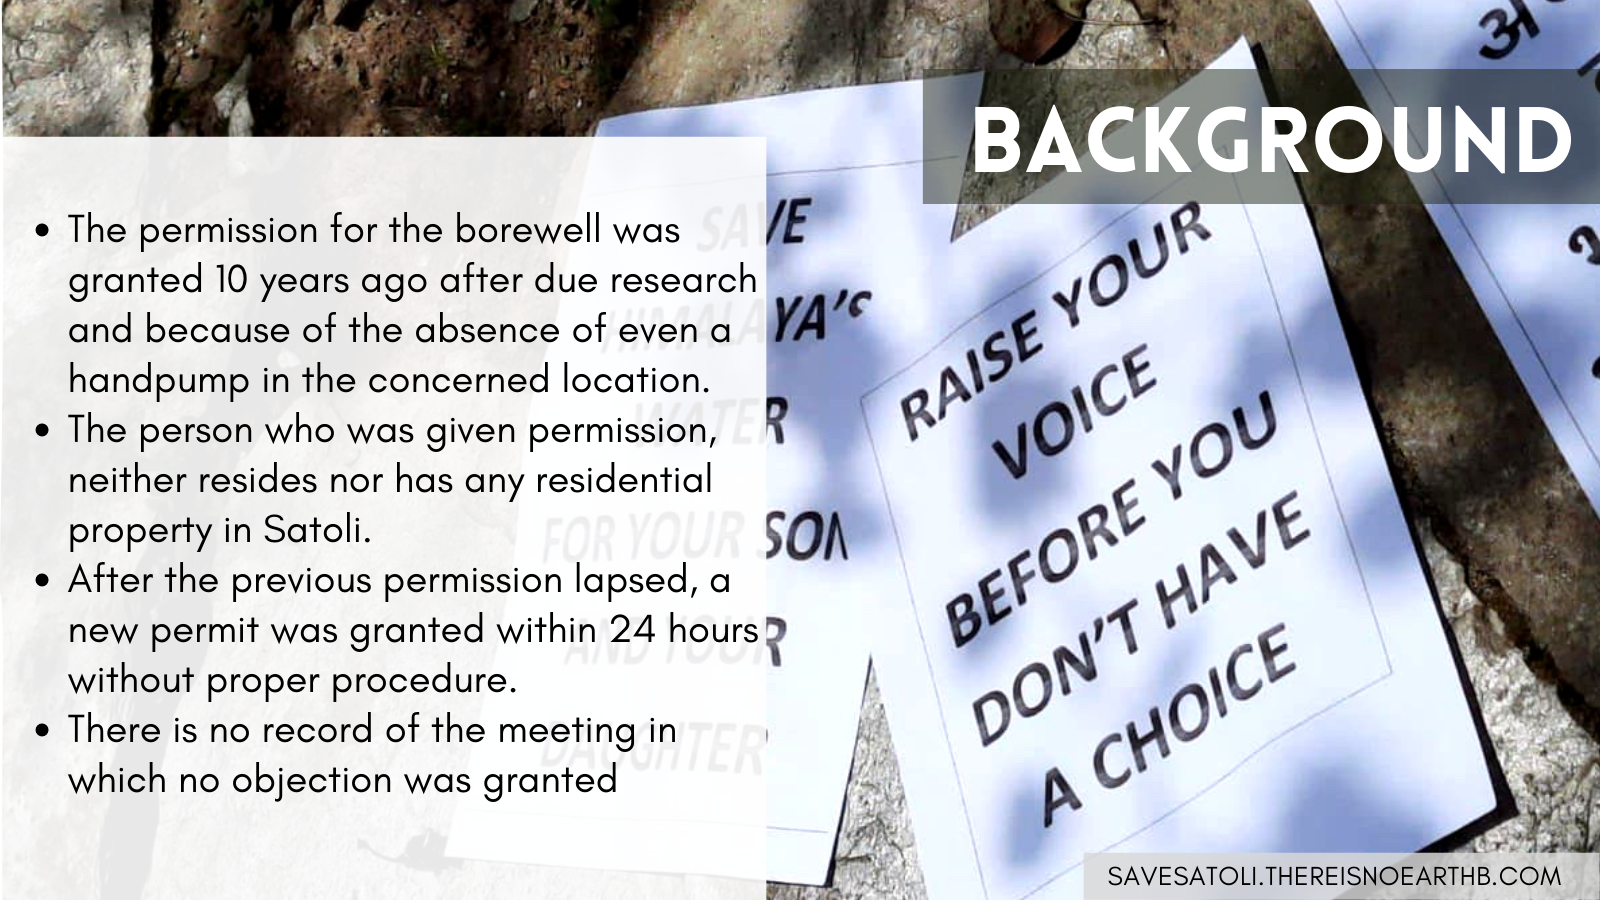 BACKGROUND
• The permission for the borewell was
granted 10 years ago after due research
and because of the absence of even a
handpump in the concerned location.
• The person who was given permission,
neither resides nor has any residential
property in Satoli.
• After the previous permission lapsed, a
new permit was granted within 24 hours
without proper procedure.
• There is no record of the meeting in
which no objection was granted
SAVE
HIMALAYA'S
WATER
FOR YOUR SON
AND YOUR
DAUGHTER
RAISE YOUR
VOICE
BEFORE YOU
DON'T HAVE
A CHOICE
SAVESATOLI.THEREISNOEARTHB.COM